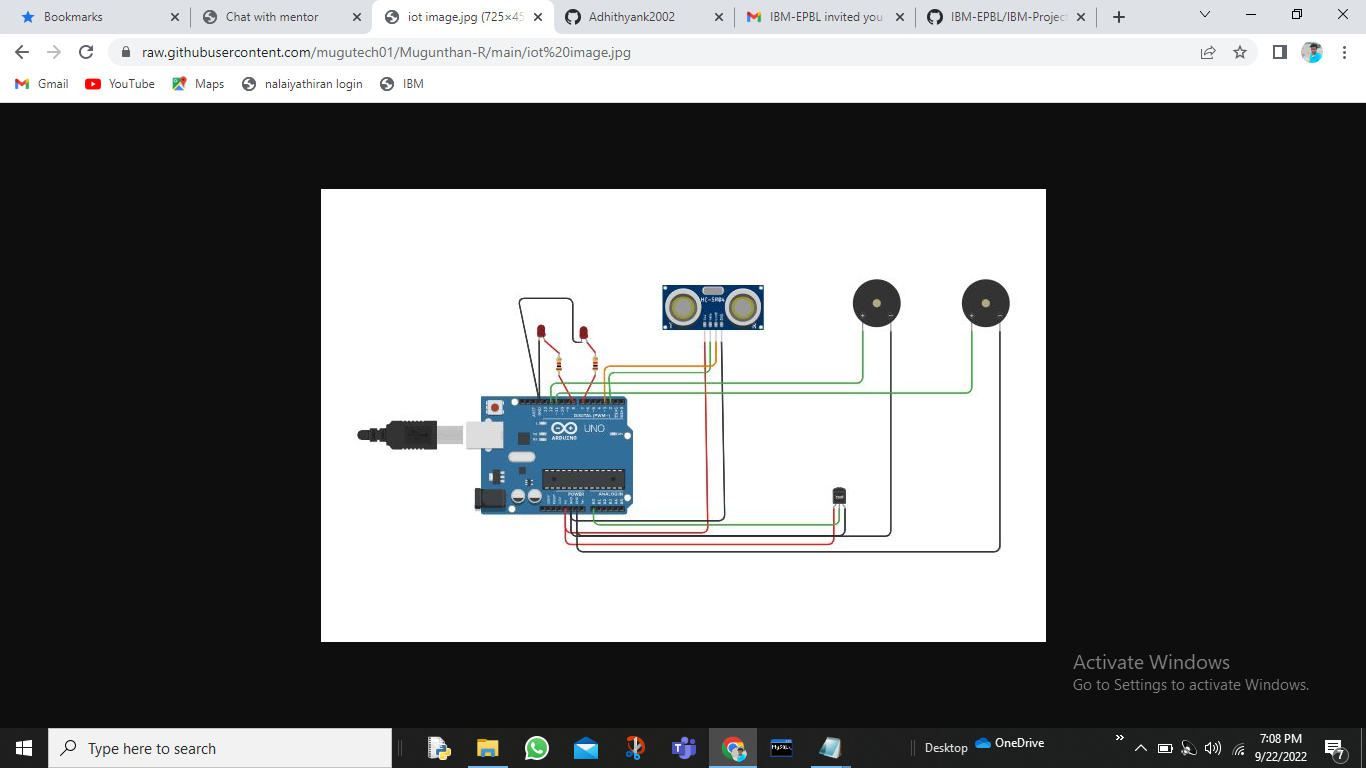 Bookmarks
Chat with mentor
iot image.jpg (725×45
Adhithyank2002
IBM-EPBL invited you
IBM-EPBL/IBM-Project
raw.githubusercontent.com/mugutech01/Mugunthan-R/main/iot%20image.jpg
Gmail
YouTube
Maps
nalaiyathiran login
IBM
HC-SR04
DIGITAL (PWM~)
UNO
ARDUINO
POWER
ANALOG IN
TMP
Activate Windows
Go to Settings to activate Windows.
Type here to search
MySQL
Desktop
OneDrive
7:08 PM
9/22/2022
7